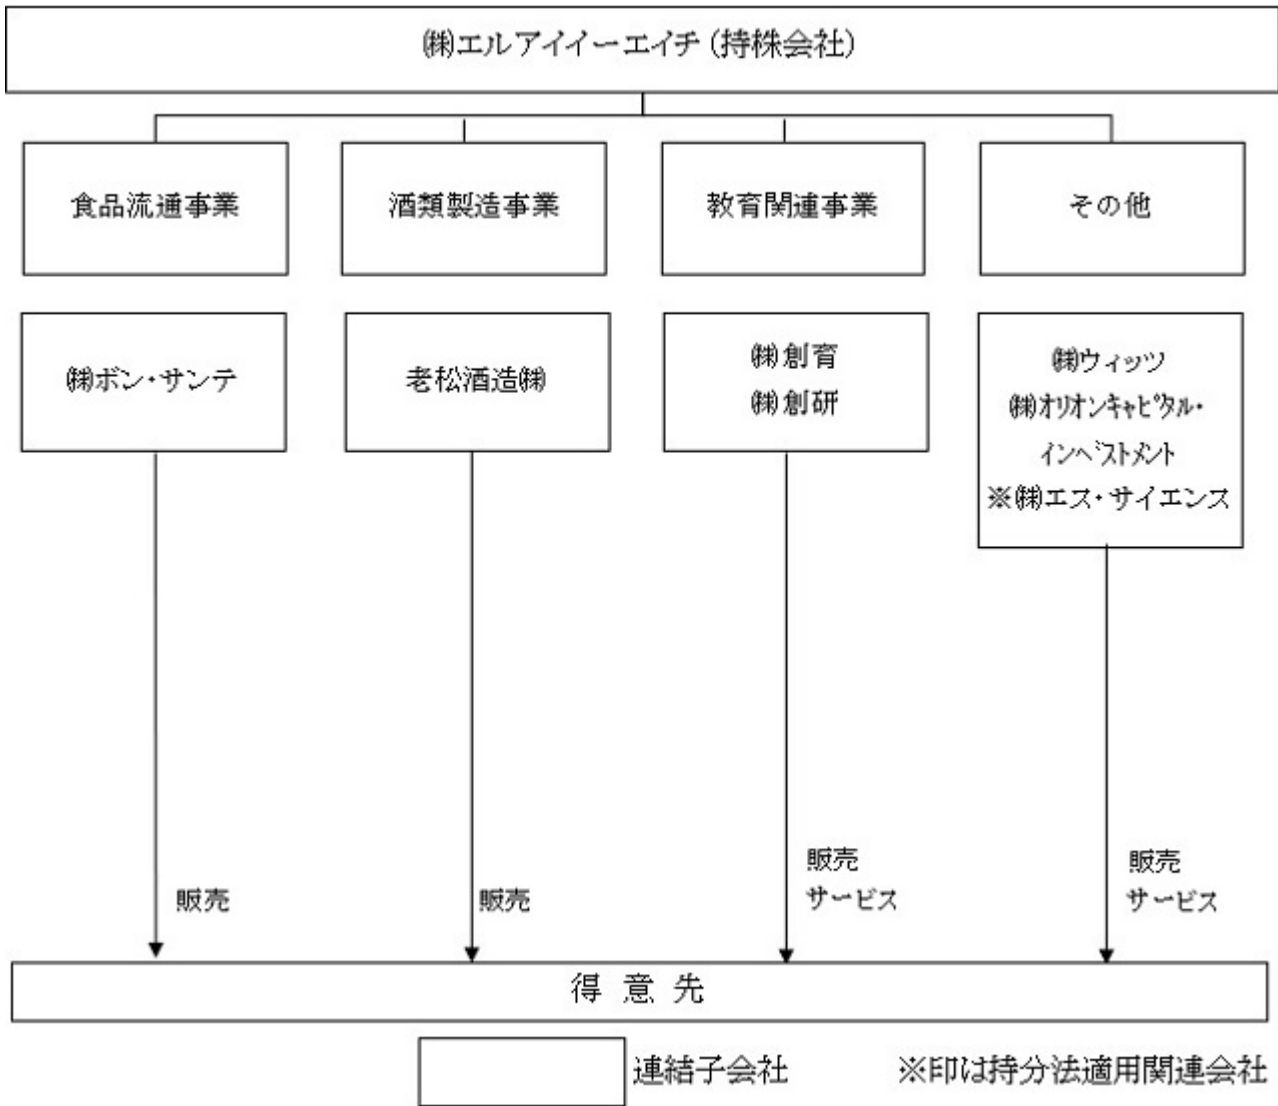 ㈱エルアイイーエイチ(持株会社)
食品流通事業
酒類製造事業
教育関連事業
その他
㈱ボン・サンテ
老松酒造㈱
㈱創育
㈱創研
㈱ウィッツ
㈱オリオンキャピタル・
インベストメント
※㈱エス・サイエンス
販売
販売
販売
サービス
販売
サービス
得意先
連結子会社
※印は持分法適用関連会社